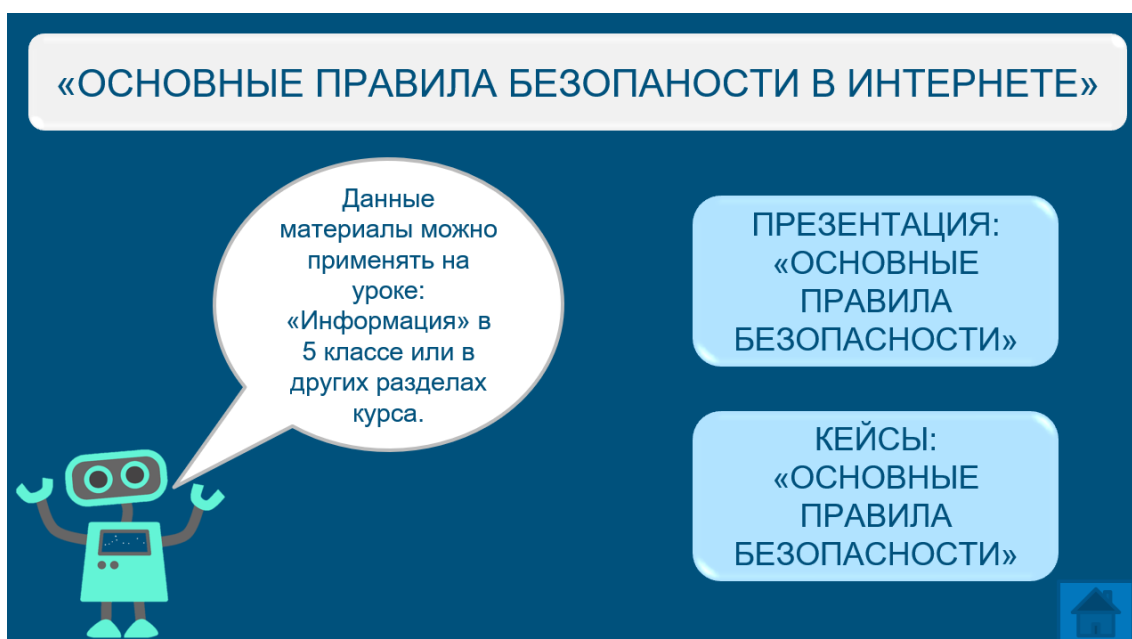 «ОСНОВНЫЕ ПРАВИЛА БЕЗОПАНОСТИ В ИНТЕРНЕТЕ»
Данные
материалы можно
применять на
уроке:
«Информация» в
5 классе или в
других разделах
курса.
ПРЕЗЕНТАЦИЯ:
«ОСНОВНЫЕ
ПРАВИЛА
БЕЗОПАСНОСТИ»
КЕЙСЫ:
«ОСНОВНЫЕ
ПРАВИЛА
БЕЗОПАСНОСТИ»